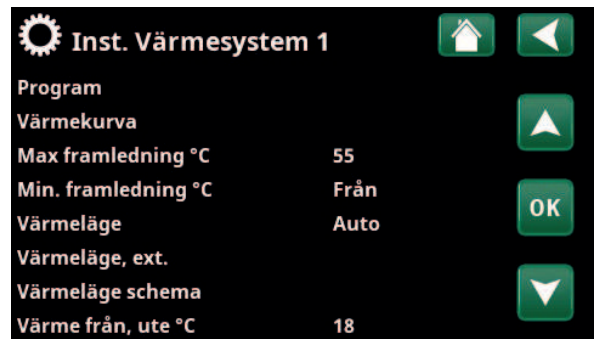 Inst. Värmesystem 1
Program
Värmekurva
Max framledning °C 55
Min. framledning °C Från
Värmeläge Auto
OK
Värmeläge, ext.
Värmeläge schema
Värme från, ute °C 18